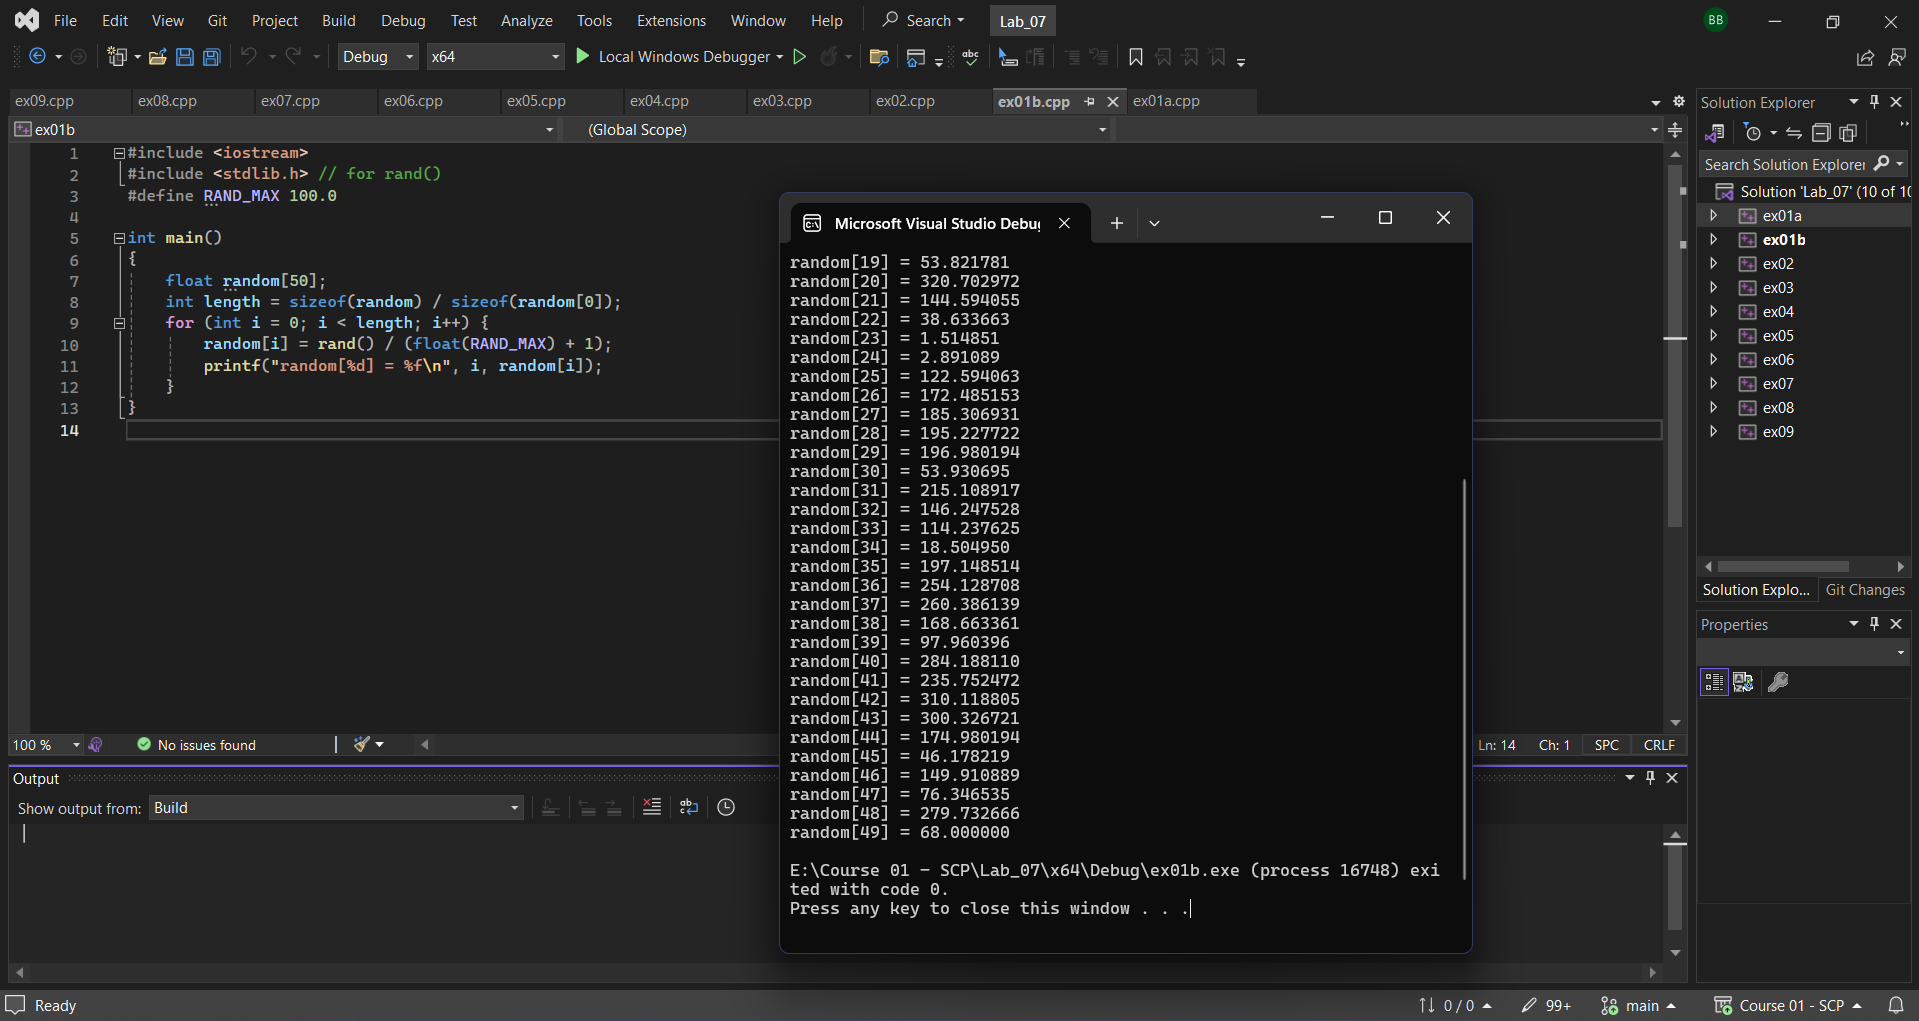 File Edit View Git Project Build Debug Test Analyze Tools Extensions Window Help Search Lab_07 BB
Debug x64 Local Windows Debugger abc
ex09.cpp ex08.cpp ex07.cpp ex06.cpp ex05.cpp ex04.cpp ex03.cpp ex02.cpp ex01b.cpp ex01a.cpp
ex01b (Global Scope)
1 #include <iostream>
2 #include <stdlib.h> // for rand()
3 #define RAND_MAX 100.0
4
5 int main()
6 {
7 float random[50];
8 int length = sizeof(random) / sizeof(random[0]);
9 for (int i = 0; i < length; i++) {
10 random[i] = rand() / (float(RAND_MAX) + 1);
11 printf("random[%d] = %f\n", i, random[i]);
12 }
13 }
14
100 % No issues found
Ln: 14 Ch: 1 SPC CRLF
Output
Show output from: Build
Microsoft Visual Studio Debug
random[19] = 53.821781
random[20] = 320.702972
random[21] = 144.594055
random[22] = 38.633663
random[23] = 1.514851
random[24] = 2.891089
random[25] = 122.594063
random[26] = 172.485153
random[27] = 185.306931
random[28] = 195.227722
random[29] = 196.980194
random[30] = 53.930695
random[31] = 215.108917
random[32] = 146.247528
random[33] = 114.237625
random[34] = 18.504950
random[35] = 197.148514
random[36] = 254.128708
random[37] = 260.386139
random[38] = 168.663361
random[39] = 97.960396
random[40] = 284.188110
random[41] = 235.752472
random[42] = 310.118805
random[43] = 300.326721
random[44] = 174.980194
random[45] = 46.178219
random[46] = 149.910889
random[47] = 76.346535
random[48] = 279.732666
random[49] = 68.000000
E:\Course 01 - SCP\Lab_07\x64\Debug\ex01b.exe (process 16748) exi
ted with code 0.
Press any key to close this window . . .
Solution Explorer
Search Solution Explorer
Solution 'Lab_07' (10 of 10
ex01a
ex01b
ex02
ex03
ex04
ex05
ex06
ex07
ex08
ex09
Solution Explo... Git Changes
Properties
Ready 0 / 0 99+ main Course 01 - SCP